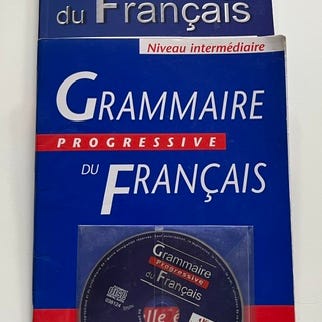 du Français
Niveau intermédiaire
GRAMMAIRE
PROGRESSIVE
DU FRANÇAIS
Grammaire
Progressive
du Français